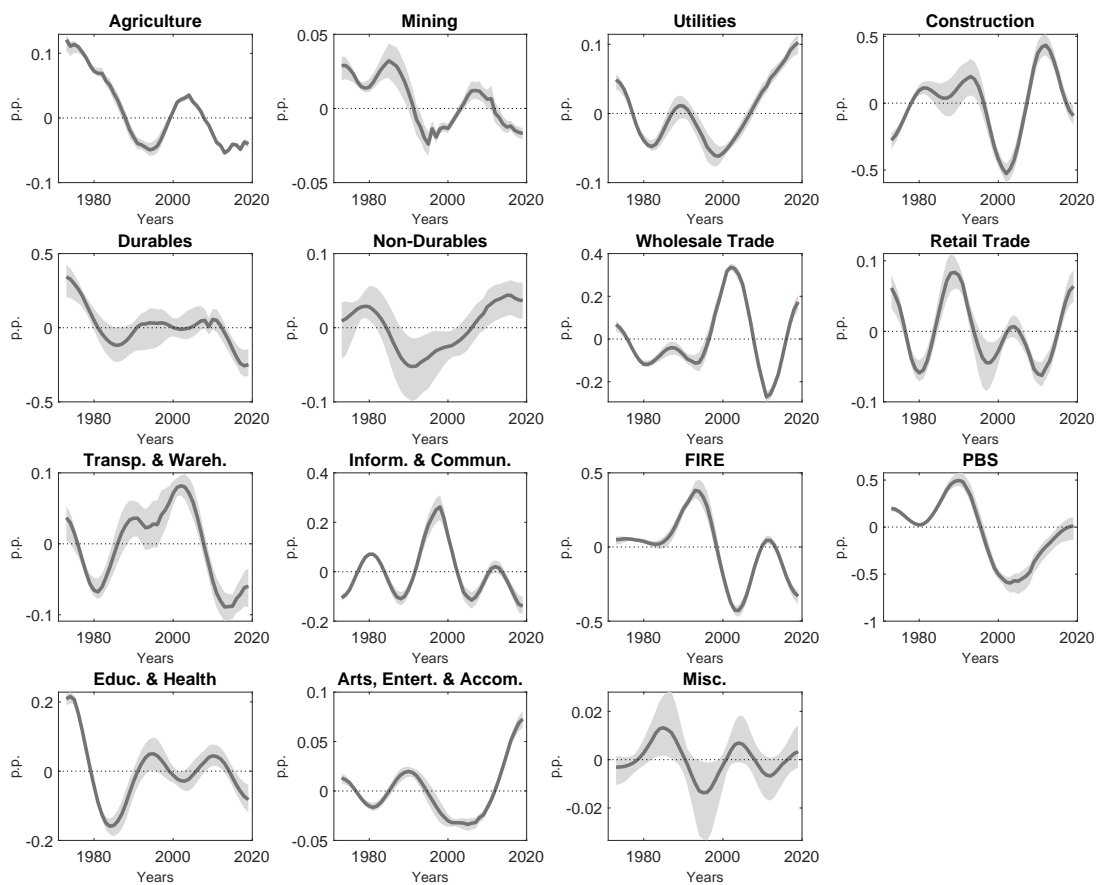 Agriculture
0.1
0
-0.1
p.p.
1980
2000
2020
Years
Mining
0.05
0
-0.05
p.p.
1980
2000
2020
Years
Utilities
0.1
0
-0.1
p.p.
1980
2000
2020
Years
Construction
0.5
0
-0.5
p.p.
1980
2000
2020
Years
Durables
0.5
0
-0.5
p.p.
1980
2000
2020
Years
Non-Durables
0.1
0
-0.1
p.p.
1980
2000
2020
Years
Wholesale Trade
0.4
0.2
0
-0.2
p.p.
1980
2000
2020
Years
Retail Trade
0.1
0
-0.1
p.p.
1980
2000
2020
Years
Transp. & Wareh.
0.1
0
-0.1
p.p.
1980
2000
2020
Years
Inform. & Commun.
0.4
0.2
0
-0.2
p.p.
1980
2000
2020
Years
FIRE
0.5
0
-0.5
p.p.
1980
2000
2020
Years
PBS
0.5
0
-0.5
-1
p.p.
1980
2000
2020
Years
Educ. & Health
0.2
0
-0.2
p.p.
1980
2000
2020
Years
Arts, Entert. & Accom.
0.1
0.05
0
-0.05
p.p.
1980
2000
2020
Years
Misc.
0.02
0
-0.02
p.p.
1980
2000
2020
Years